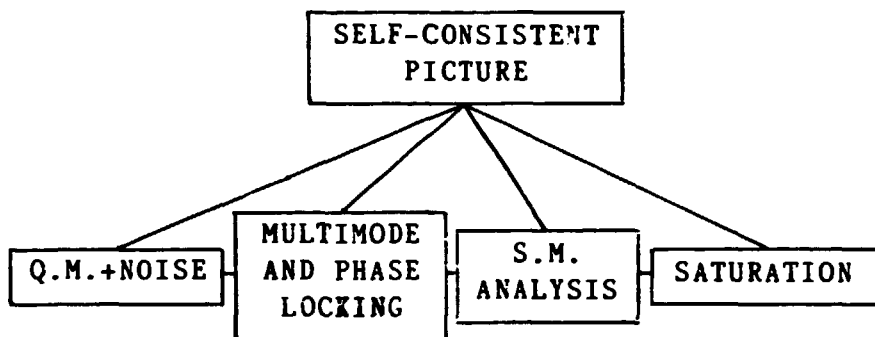 SELF-CONSISTENT
PICTURE
Q.M.+NOISE
MULTIMODE
AND PHASE
LOCKING
S.M.
ANALYSIS
SATURATION